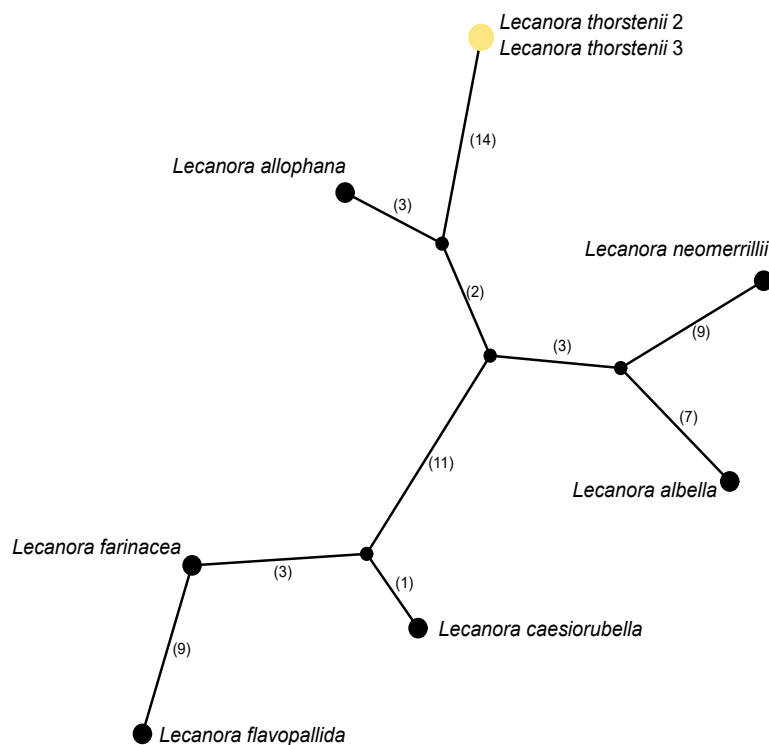 Lecanora thorstenii 2
Lecanora thorstenii 3
(14)
Lecanora allophana
(3)
Lecanora neomerrillii
(2)
(9)
(3)
(7)
(11)
Lecanora albella
Lecanora farinacea
(3)
(1)
Lecanora caesiorubella
(9)
Lecanora flavopallida